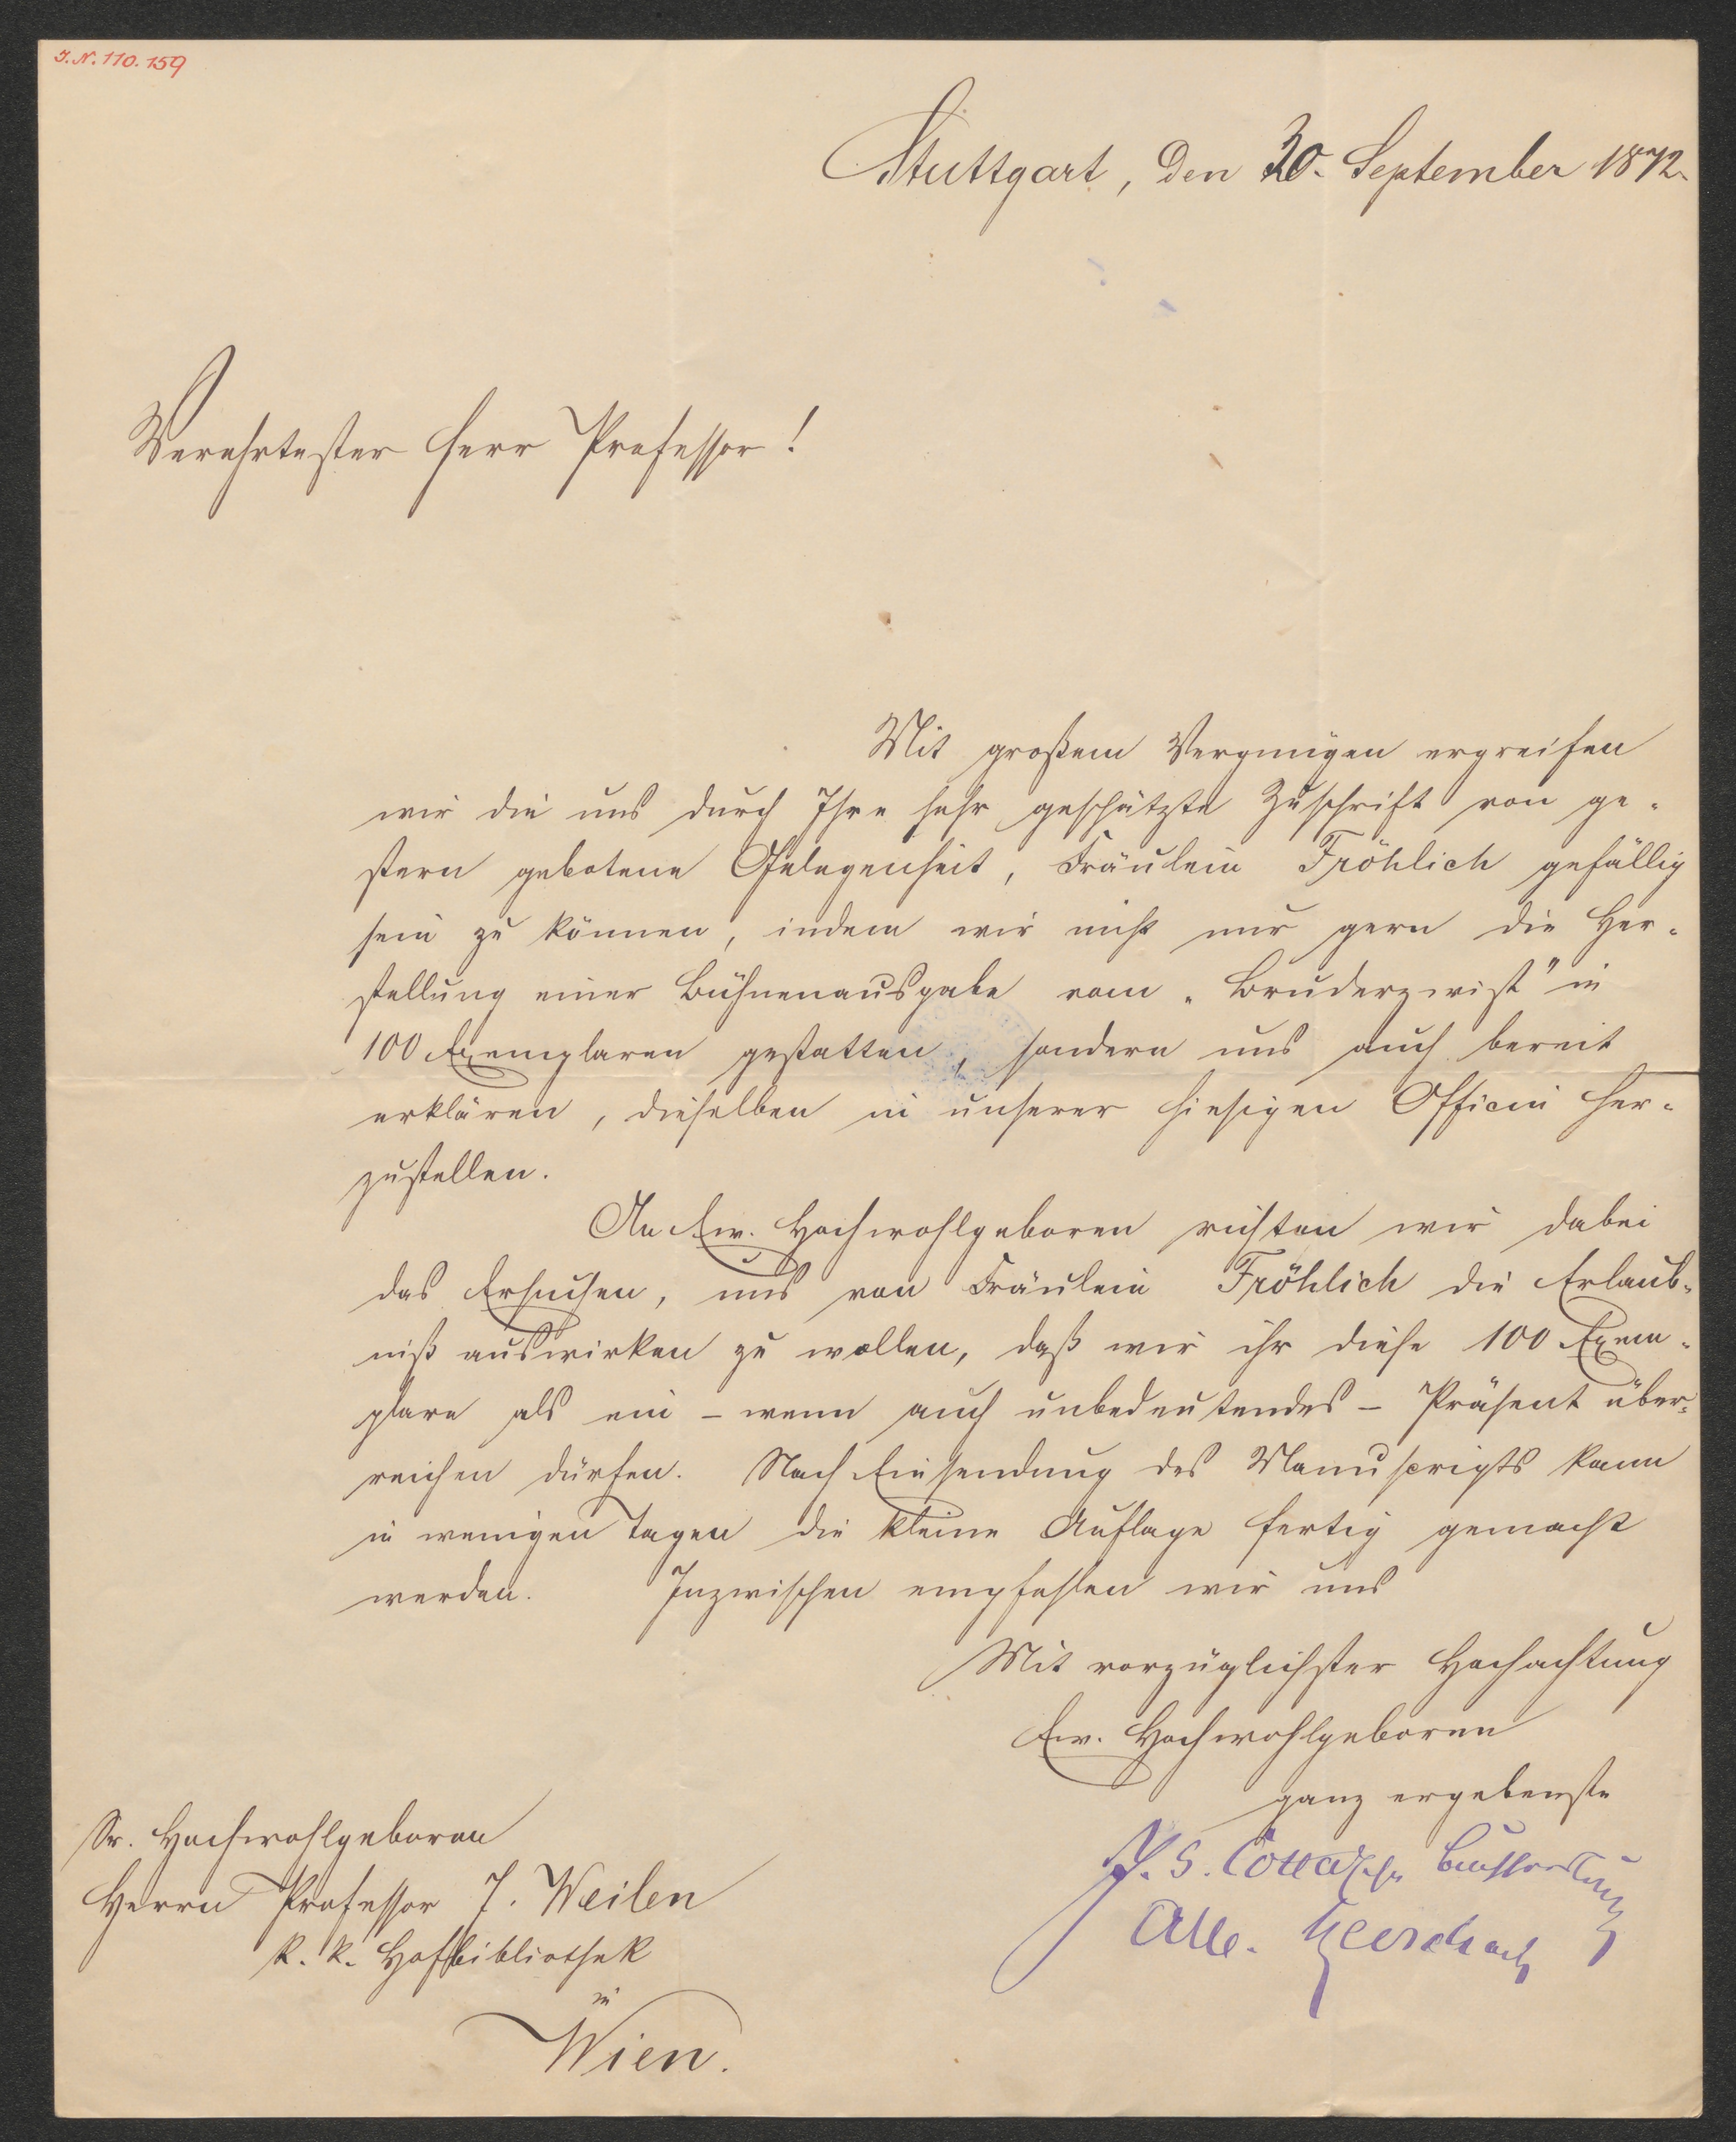 J. N. 110.159
Stuttgart, den 30. September 1872.
Verehrtester Herr Professor!
Mit großem Vergnügen ergreifen
wir die uns durch Ihre sehr geschätzte Zuschrift von ge-
stern gebotene Gelegenheit, Fräulein Fröhlich gefällig
sein zu können, indem wir nicht nur gern die Her-
stellung einer Bühnenausgabe vom „Bruderzwist" in
100 Exemplaren gestatten, sondern uns auch bereit
erklären, dieselben in unserer hiesigen Officin her-
zustellen.
An Ew. Hochwohlgeboren richten wir dabei
das Ersuchen, uns von Fräulein Fröhlich die Erlaub-
niß auswirken zu wollen, daß wir ihr diese 100 Exem-
plare als ein – wenn auch unbedeutendes – Präsent über-
reichen dürfen. Nach Einsendung des Manuscripts kann
in wenigen Tagen die kleine Auflage fertig gemacht
werden. Inzwischen empfehlen wir uns
Mit vorzüglichster Hochachtung
Ew. Hochwohlgeboren
ganz ergebenste
J. G. Cotta'sche Buchhandlung
Sr. Hochwohlgeboren
Herrn Professor J. Weilen
k. k. Hofbibliothek
in
Wien.